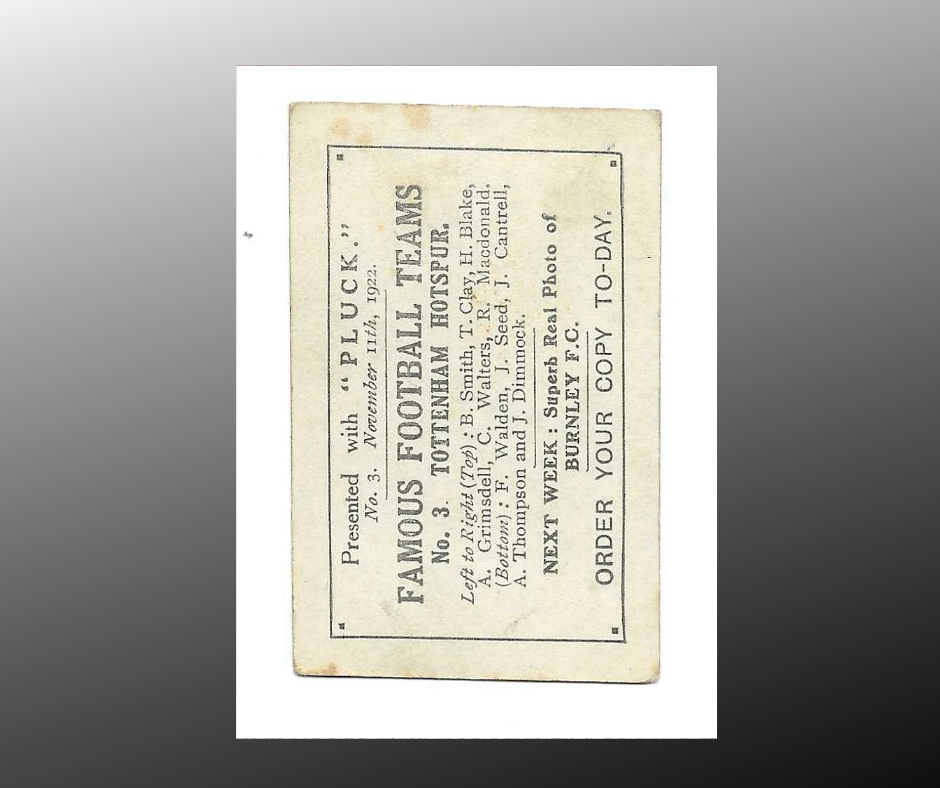 Presented with "PLUCK."
No. 3. November 11th, 1922.
FAMOUS FOOTBALL TEAMS
No. 3. TOTTENHAM HOTSPUR.
Left to Right (Top) : B. Smith, T. Clay, H. Blake,
A. Grimsdell, C. Walters, R. Macdonald.
(Bottom) : F. Walden, J. Seed, J. Cantrell,
A. Thompson and J. Dimmock.
NEXT WEEK : Superb Real Photo of
BURNLEY F.C.
ORDER YOUR COPY TO-DAY.